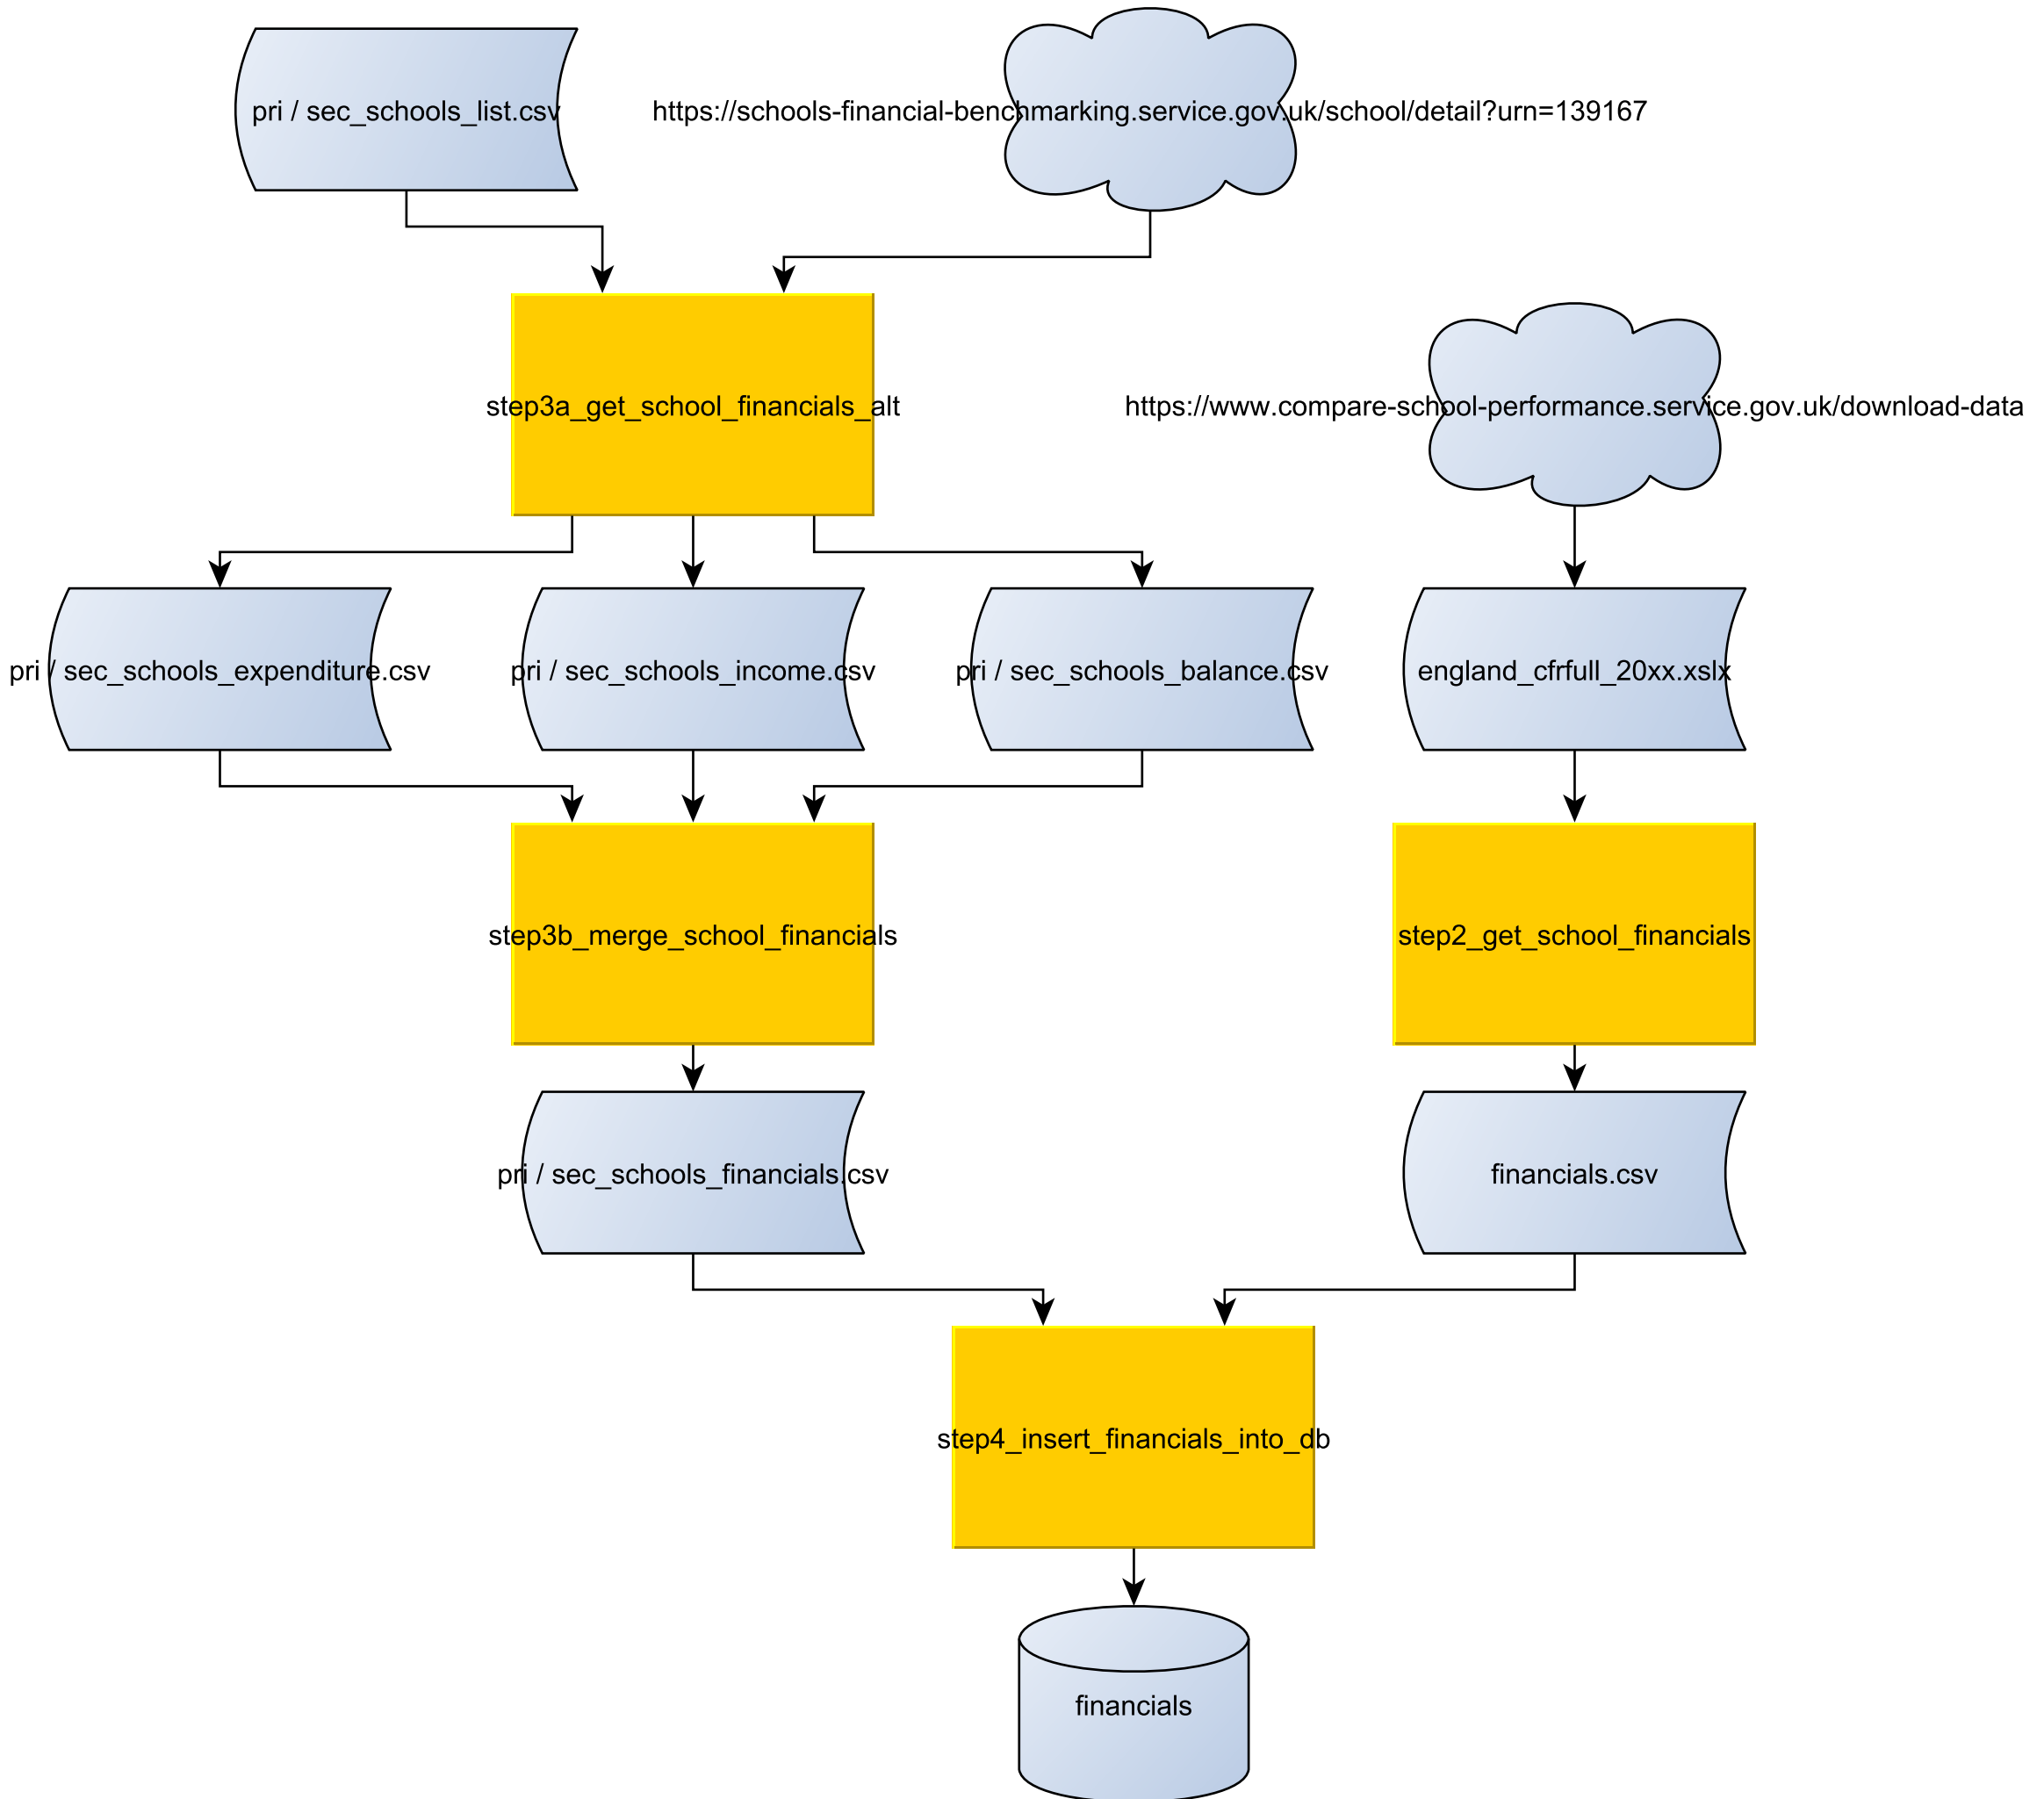 pri / sec_schools_list.csv
https://schools-financial-benchmarking.service.gov.uk/school/detail?urn=139167
step3a_get_school_financials_alt
https://www.compare-school-performance.service.gov.uk/download-data
pri / sec_schools_expenditure.csv
pri / sec_schools_income.csv
pri / sec_schools_balance.csv
england_cfrfull_20xx.xslx
step3b_merge_school_financials
step2_get_school_financials
pri / sec_schools_financials.csv
financials.csv
step4_insert_financials_into_db
financials